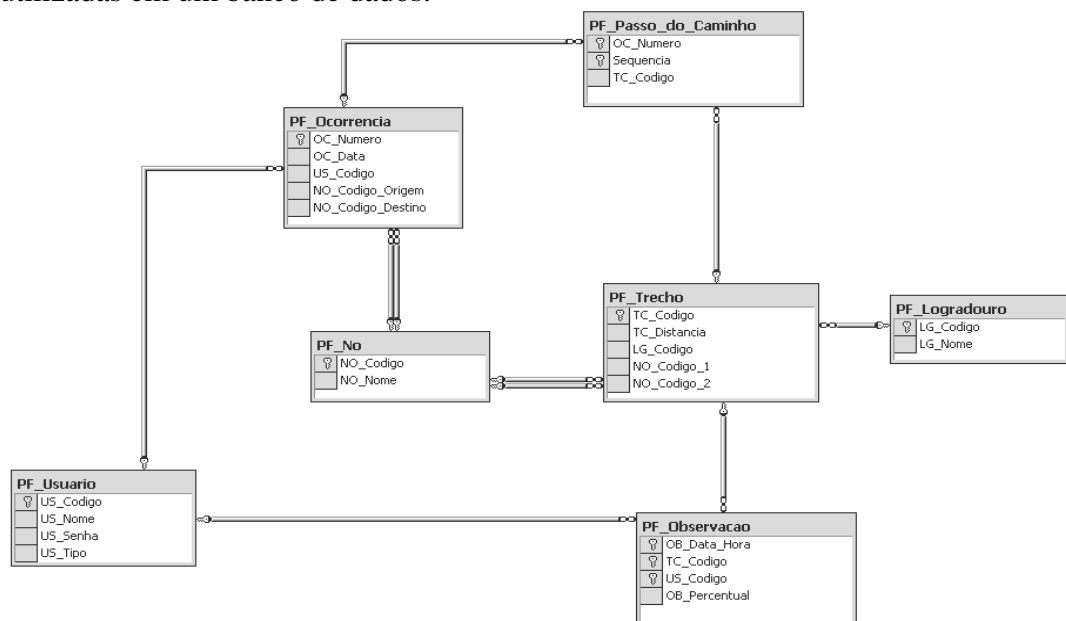 utilizadas em um banco de dados.
PF_Passo_do_Caminho
OC_Numero
Sequencia
TC_Codigo
PF_Ocorrencia
OC_Numero
OC_Data
US_Codigo
NO_Codigo_Origem
NO_Codigo_Destino
PF_Trecho
TC_Codigo
TC_Distancia
LG_Codigo
NO_Codigo_1
NO_Codigo_2
PF_Logradouro
LG_Codigo
LG_Nome
PF_No
NO_Codigo
NO_Nome
PF_Usuario
US_Codigo
US_Nome
US_Senha
US_Tipo
PF_Observacao
OB_Data_Hora
TC_Codigo
US_Codigo
OB_Percentual